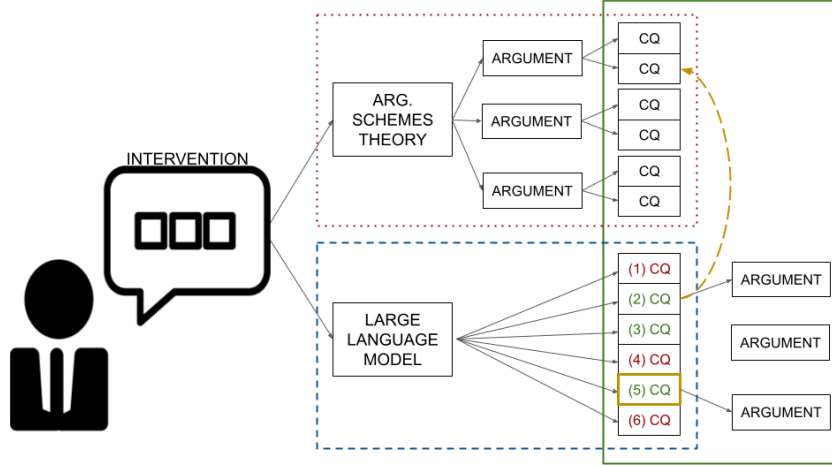 INTERVENTION
ARG.
SCHEMES
THEORY
ARGUMENT
CQ
CQ
ARGUMENT
CQ
CQ
ARGUMENT
CQ
CQ
LARGE
LANGUAGE
MODEL
(1) CQ
(2) CQ
(3) CQ
(4) CQ
(5) CQ
(6) CQ
ARGUMENT
ARGUMENT
ARGUMENT